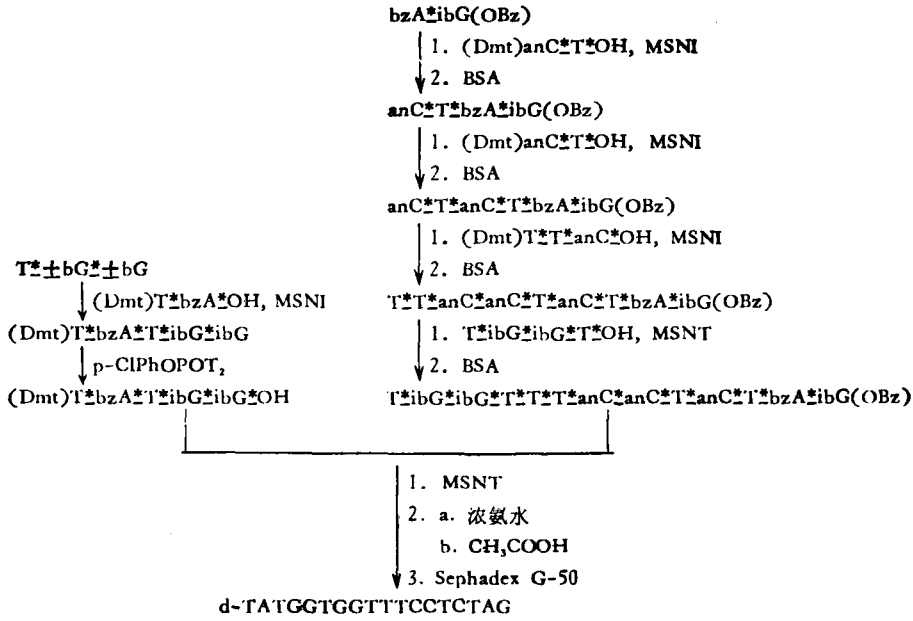 bzA*ibG(OBz)
1. (Dmt)anC*T*OH, MSNI
2. BSA
anC*T*bzA*ibG(OBz)
1. (Dmt)anC*T*OH, MSNI
2. BSA
anC*T*anC*T*bzA*ibG(OBz)
1. (Dmt)T*T*anC*OH, MSNI
2. BSA
T*T*anC*anC*T*anC*T*bzA*ibG(OBz)
1. T*ibG*ibG*T*OH, MSNT
2. BSA
T*ibG*ibG*T*T*T*anC*anC*T*anC*T*bzA*ibG(OBz)
T*±bG*±bG
(Dmt)T*bzA*OH, MSNI
(Dmt)T*bzA*T*ibG*ibG
p-ClPhOPOT₂
(Dmt)T*bzA*T*ibG*ibG*OH
1. MSNT
2. a. 浓氨水
b. CH₃COOH
3. Sephadex G-50
d-TATGGTGGTTTCCTCTAG